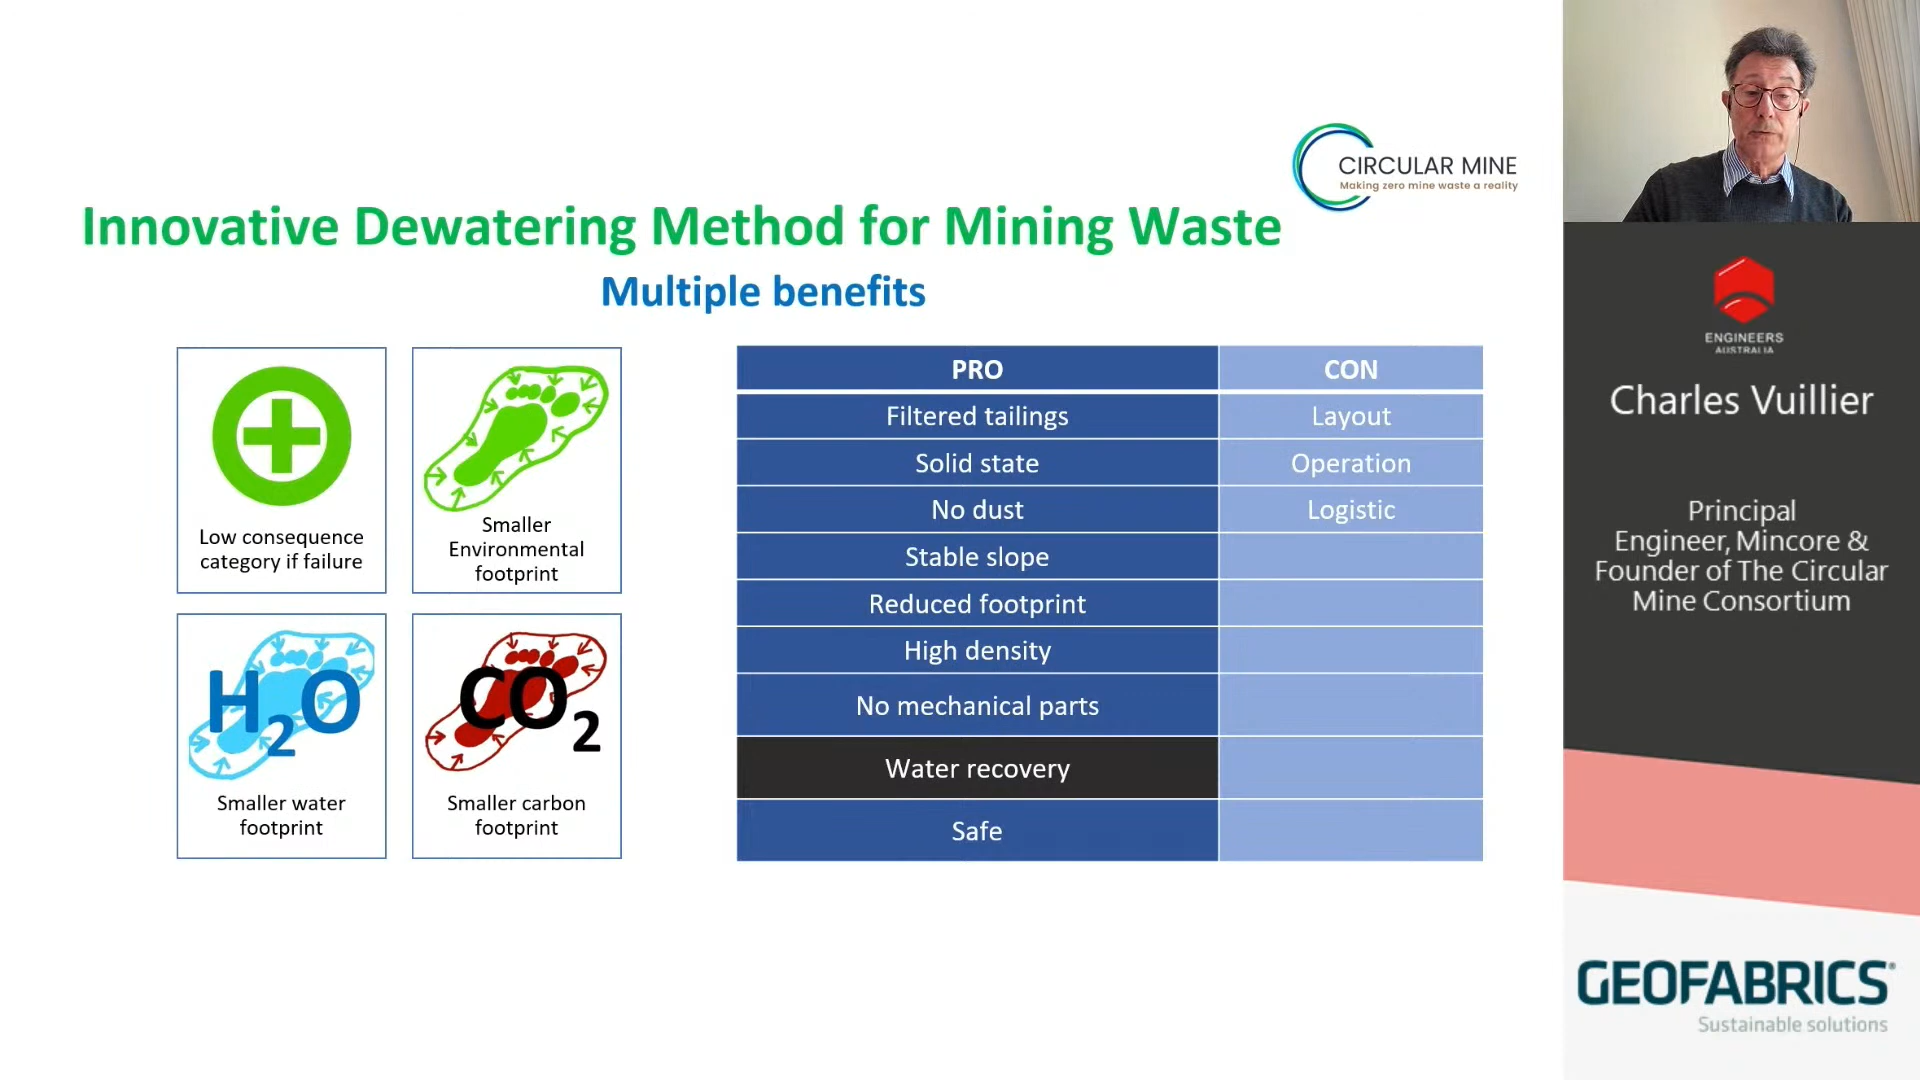 CIRCULAR MINE
Making zero mine waste a reality
Innovative Dewatering Method for Mining Waste
Multiple benefits
Low consequence
category if failure
Smaller
Environmental
footprint
H2O
Smaller water
footprint
CO2
Smaller carbon
footprint
PRO CON
Filtered tailings Layout
Solid state Operation
No dust Logistic
Stable slope
Reduced footprint
High density
No mechanical parts
Water recovery
Safe
ENGINEERS
AUSTRALIA
Charles Vuillier
Principal
Engineer, Mincore &
Founder of The Circular
Mine Consortium
GEOFABRICS®
Sustainable solutions